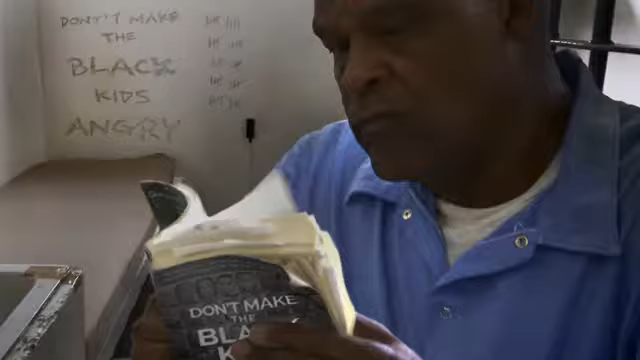 DON'T MAKE
THE
BLACK
KIDS
ANGRY
DON'T MAKE
THE
BLA
K